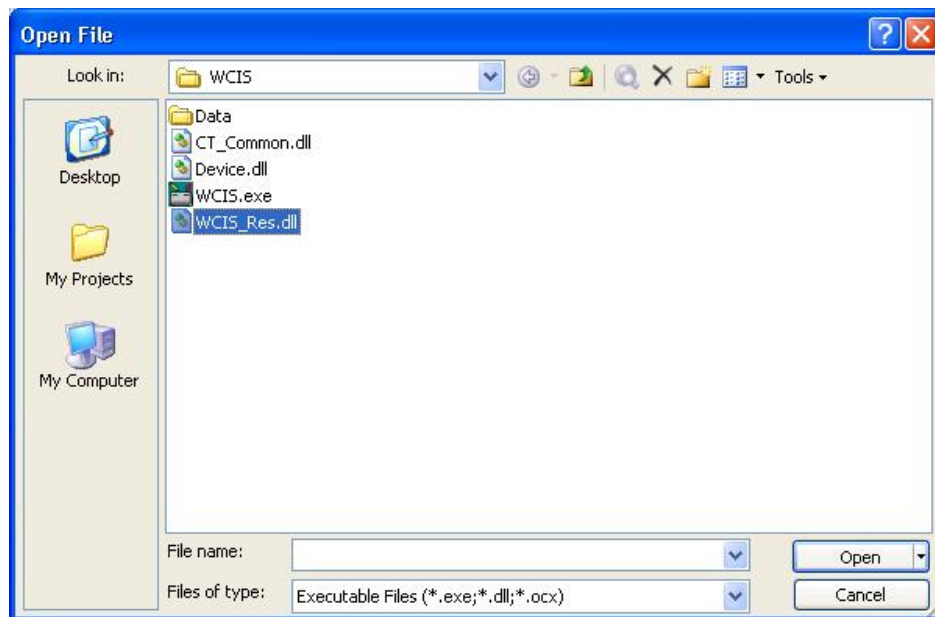 Open File
Look in:
WCIS
Tools
Desktop
My Projects
My Computer
Data
CT_Common.dll
Device.dll
WCIS.exe
WCIS_Res.dll
File name:
Open
Files of type:
Executable Files (*.exe;*.dll;*.ocx)
Cancel